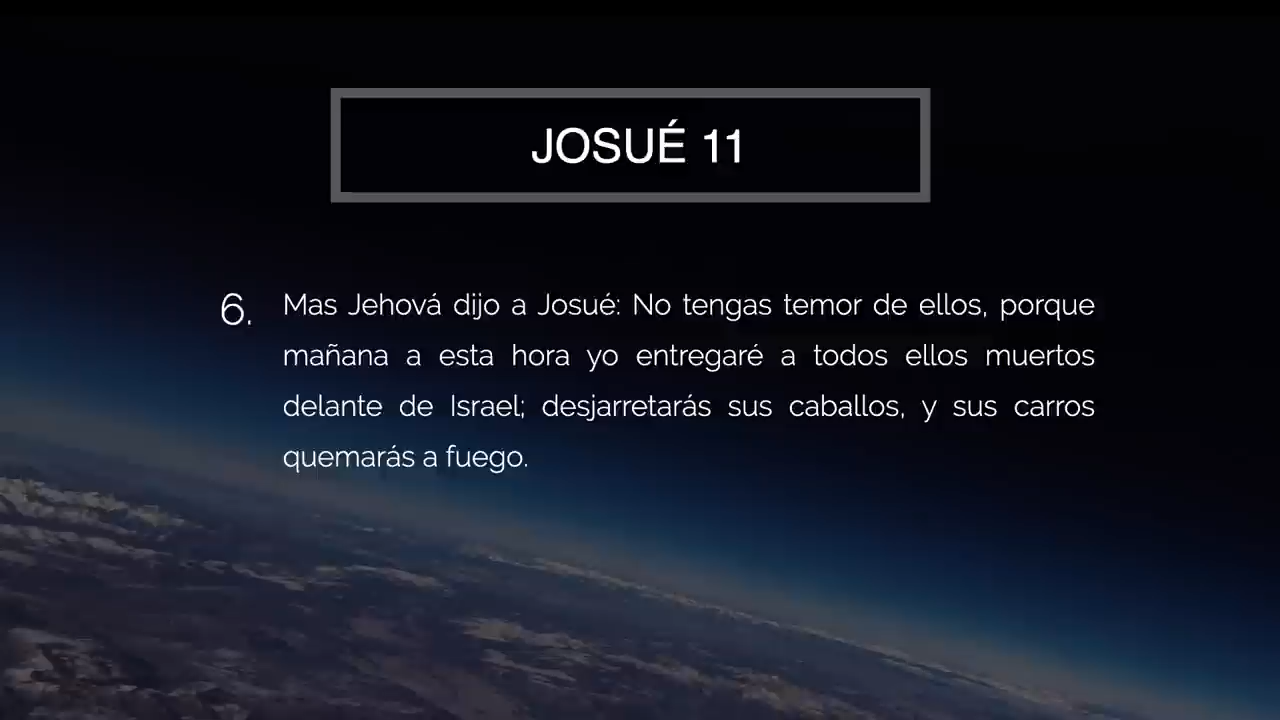 JOSUÉ 11
6. Mas Jehová dijo a Josué: No tengas temor de ellos, porque
mañana a esta hora yo entregaré a todos ellos muertos
delante de Israel; desjarretarás sus caballos, y sus carros
quemarás a fuego.